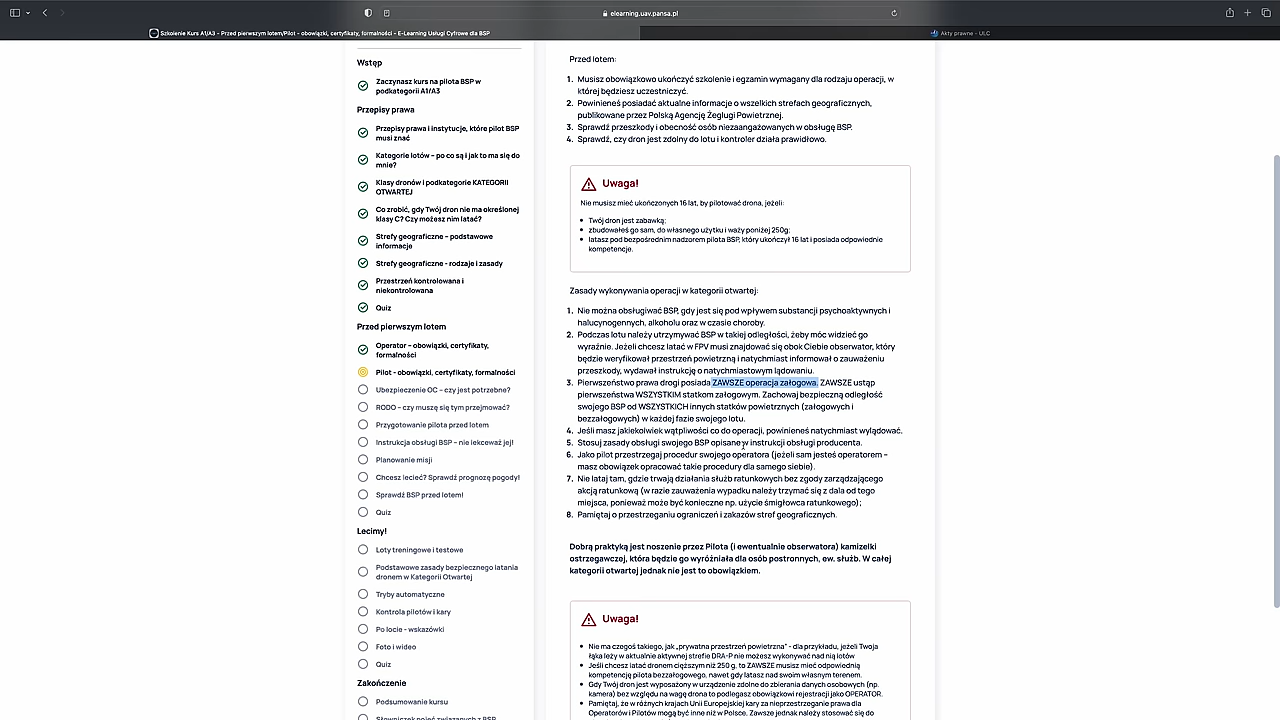 elearning.uav.pansa.pl
Szkolenie Kurs A1/A3 – Przed pierwszym lotem/Pilot - obowiązki, certyfikaty, formalności – E-Learning Usługi Cyfrowe dla BSP
Akty prawne - ULC
Wstęp
Zaczynasz kurs na pilota BSP w
podkategorii A1/A3
Przepisy prawa
Przepisy prawa i instytucje, które pilot BSP
musi znać
Kategorie lotów – po co są i jak to ma się do
mnie?
Klasy dronów i podkategorie KATEGORII
OTWARTEJ
Co zrobić, gdy Twój dron nie ma określonej
klasy C? Czy możesz nim latać?
Strefy geograficzne – podstawowe
informacje
Strefy geograficzne - rodzaje i zasady
Przestrzeń kontrolowana i
niekontrolowana
Quiz
Przed pierwszym lotem
Operator – obowiązki, certyfikaty,
formalności
Pilot - obowiązki, certyfikaty, formalności
Ubezpieczenie OC – czy jest potrzebne?
RODO – czy muszę się tym przejmować?
Przygotowanie pilota przed lotem
Instrukcja obsługi BSP – nie lekceważ jej!
Planowanie misji
Chcesz lecieć? Sprawdź prognozę pogody!
Sprawdź BSP przed lotem!
Quiz
Lecimy!
Loty treningowe i testowe
Podstawowe zasady bezpiecznego latania
dronem w Kategorii Otwartej
Tryby automatyczne
Kontrola pilotów i kary
Po locie - wskazówki
Foto i wideo
Quiz
Zakończenie
Podsumowanie kursu
Słowniczek pojęć związanych z BSP
Przed lotem:
1. Musisz obowiązkowo ukończyć szkolenie i egzamin wymagany dla rodzaju operacji, w
której będziesz uczestniczyć.
2. Powinieneś posiadać aktualne informacje o wszelkich strefach geograficznych,
publikowane przez Polską Agencję Żeglugi Powietrznej.
3. Sprawdź przeszkody i obecność osób niezaangażowanych w obsługę BSP.
4. Sprawdź, czy dron jest zdolny do lotu i kontroler działa prawidłowo.
Uwaga!
Nie musisz mieć ukończonych 16 lat, by pilotować drona, jeżeli:
• Twój dron jest zabawką;
• zbudowałeś go sam, do własnego użytku i waży poniżej 250g;
• latasz pod bezpośrednim nadzorem pilota BSP, który ukończył 16 lat i posiada odpowiednie
kompetencje.
Zasady wykonywania operacji w kategorii otwartej:
1. Nie można obsługiwać BSP, gdy jest się pod wpływem substancji psychoaktywnych i
halucynogennych, alkoholu oraz w czasie choroby.
2. Podczas lotu należy utrzymywać BSP w takiej odległości, żeby móc widzieć go
wyraźnie. Jeżeli chcesz latać w FPV musi znajdować się obok Ciebie obserwator, który
będzie weryfikował przestrzeń powietrzną i natychmiast informował o zauważeniu
przeszkody, wydawał instrukcję o natychmiastowym lądowaniu.
3. Pierwszeństwo prawa drogi posiada ZAWSZE operacja załogowa. ZAWSZE ustąp
pierwszeństwa WSZYSTKIM statkom załogowym. Zachowaj bezpieczną odległość
swojego BSP od WSZYSTKICH innych statków powietrznych (załogowych i
bezzałogowych) w każdej fazie swojego lotu.
4. Jeśli masz jakiekolwiek wątpliwości co do operacji, powinieneś natychmiast wylądować.
5. Stosuj zasady obsługi swojego BSP opisane w instrukcji obsługi producenta.
6. Jako pilot przestrzegaj procedur swojego operatora (jeżeli sam jesteś operatorem –
masz obowiązek opracować takie procedury dla samego siebie).
7. Nie lataj tam, gdzie trwają działania służb ratunkowych bez zgody zarządzającego
akcją ratunkową (w razie zauważenia wypadku należy trzymać się z dala od tego
miejsca, ponieważ może być konieczne np. użycie śmigłowca ratunkowego);
8. Pamiętaj o przestrzeganiu ograniczeń i zakazów stref geograficznych.
Dobrą praktyką jest noszenie przez Pilota (i ewentualnie obserwatora) kamizelki
ostrzegawczej, która będzie go wyróżniała dla osób postronnych, ew. służb. W całej
kategorii otwartej jednak nie jest to obowiązkiem.
Uwaga!
• Nie ma czegoś takiego, jak „prywatna przestrzeń powietrzna” - dla przykładu, jeżeli Twoja
łąka leży w aktualnie aktywnej strefie DRA-P nie możesz wykonywać nad nią lotów
• Jeśli chcesz latać dronem cięższym niż 250 g, to ZAWSZE musisz mieć odpowiednią
kompetencję pilota bezzałogowego, nawet gdy latasz nad swoim własnym terenem.
• Gdy Twój dron jest wyposażony w urządzenie zdolne do zbierania danych osobowych (np.
kamera) bez względu na wagę drona to podlegasz obowiązkowi rejestracji jako OPERATOR.
• Pamiętaj, że w różnych krajach Unii Europejskiej kary za nieprzestrzeganie prawa dla
Operatorów i Pilotów mogą być inne niż w Polsce. Zawsze jednak należy stosować się do